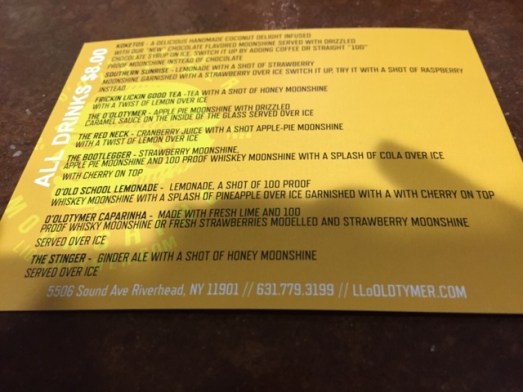 ALL DRINKS $8.00
KOKETOS - A DELICIOUS HANDMADE COCONUT DELIGHT INFUSED
WITH OUR "NEW" CHOCOLATE FLAVORED MOONSHINE SERVED WITH DRIZZLED
CHOCOLATE SYRUP ON ICE. SWITCH IT UP BY ADDING COFFEE OR STRAIGHT "100"
PROOF MOONSHINE INSTEAD OF CHOCOLATE
SOUTHERN SUNRISE - LEMONADE WITH A SHOT OF STRAWBERRY
MOONSHINE GARNISHED WITH A STRAWBERRY OVER ICE SWITCH IT UP, TRY IT WITH A SHOT OF RASPBERRY
INSTEAD
FRICKIN LICKIN GOOD TEA -TEA WITH A SHOT OF HONEY MOONSHINE
WITH A TWIST OF LEMON OVER ICE
THE O'OLDTYMER - APPLE PIE MOONSHINE WITH DRIZZLED
CARAMEL SAUCE ON THE INSIDE OF THE GLASS SERVED OVER ICE
THE RED NECK - CRANBERRY JUICE WITH A SHOT APPLE-PIE MOONSHINE
WITH A TWIST OF LEMON OVER ICE
THE BOOTLEGGER - STRAWBERRY MOONSHINE,
APPLE PIE MOONSHINE AND 100 PROOF WHISKEY MOONSHINE WITH A SPLASH OF COLA OVER ICE
WITH CHERRY ON TOP
O'OLD SCHOOL LEMONADE - LEMONADE, A SHOT OF 100 PROOF
WHISKEY MOONSHINE WITH A SPLASH OF PINEAPPLE OVER ICE GARNISHED WITH A WITH CHERRY ON TOP
O'OLDTYMER CAPARINHA - MADE WITH FRESH LIME AND 100
PROOF WHISKY MOONSHINE OR FRESH STRAWBERRIES MODELLED AND STRAWBERRY MOONSHINE
SERVED OVER ICE
THE STINGER - GINGER ALE WITH A SHOT OF HONEY MOONSHINE
SERVED OVER ICE
5506 Sound Ave Riverhead, NY 11901 // 631.779.3199 // LLoOLDTYMER.COM